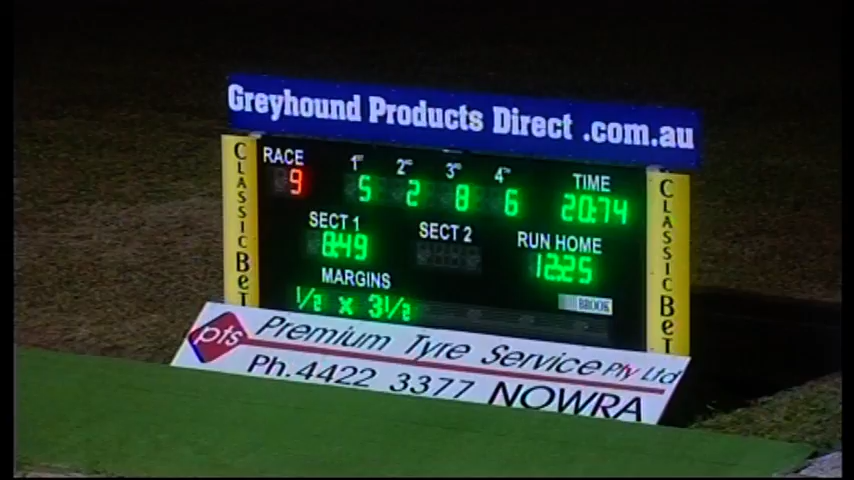 Greyhound Products Direct .com.au
CLASSIC BET
RACE 1ST 2ND 3RD 4TH TIME
9 5 2 8 6 20:74
SECT 1 SECT 2 RUN HOME
8:49 12:25
MARGINS
1/2 x 3 1/2
BROOK
CLASSIC BET
pts Premium Tyre Service Pty Ltd
Ph.4422 3377 NOWRA